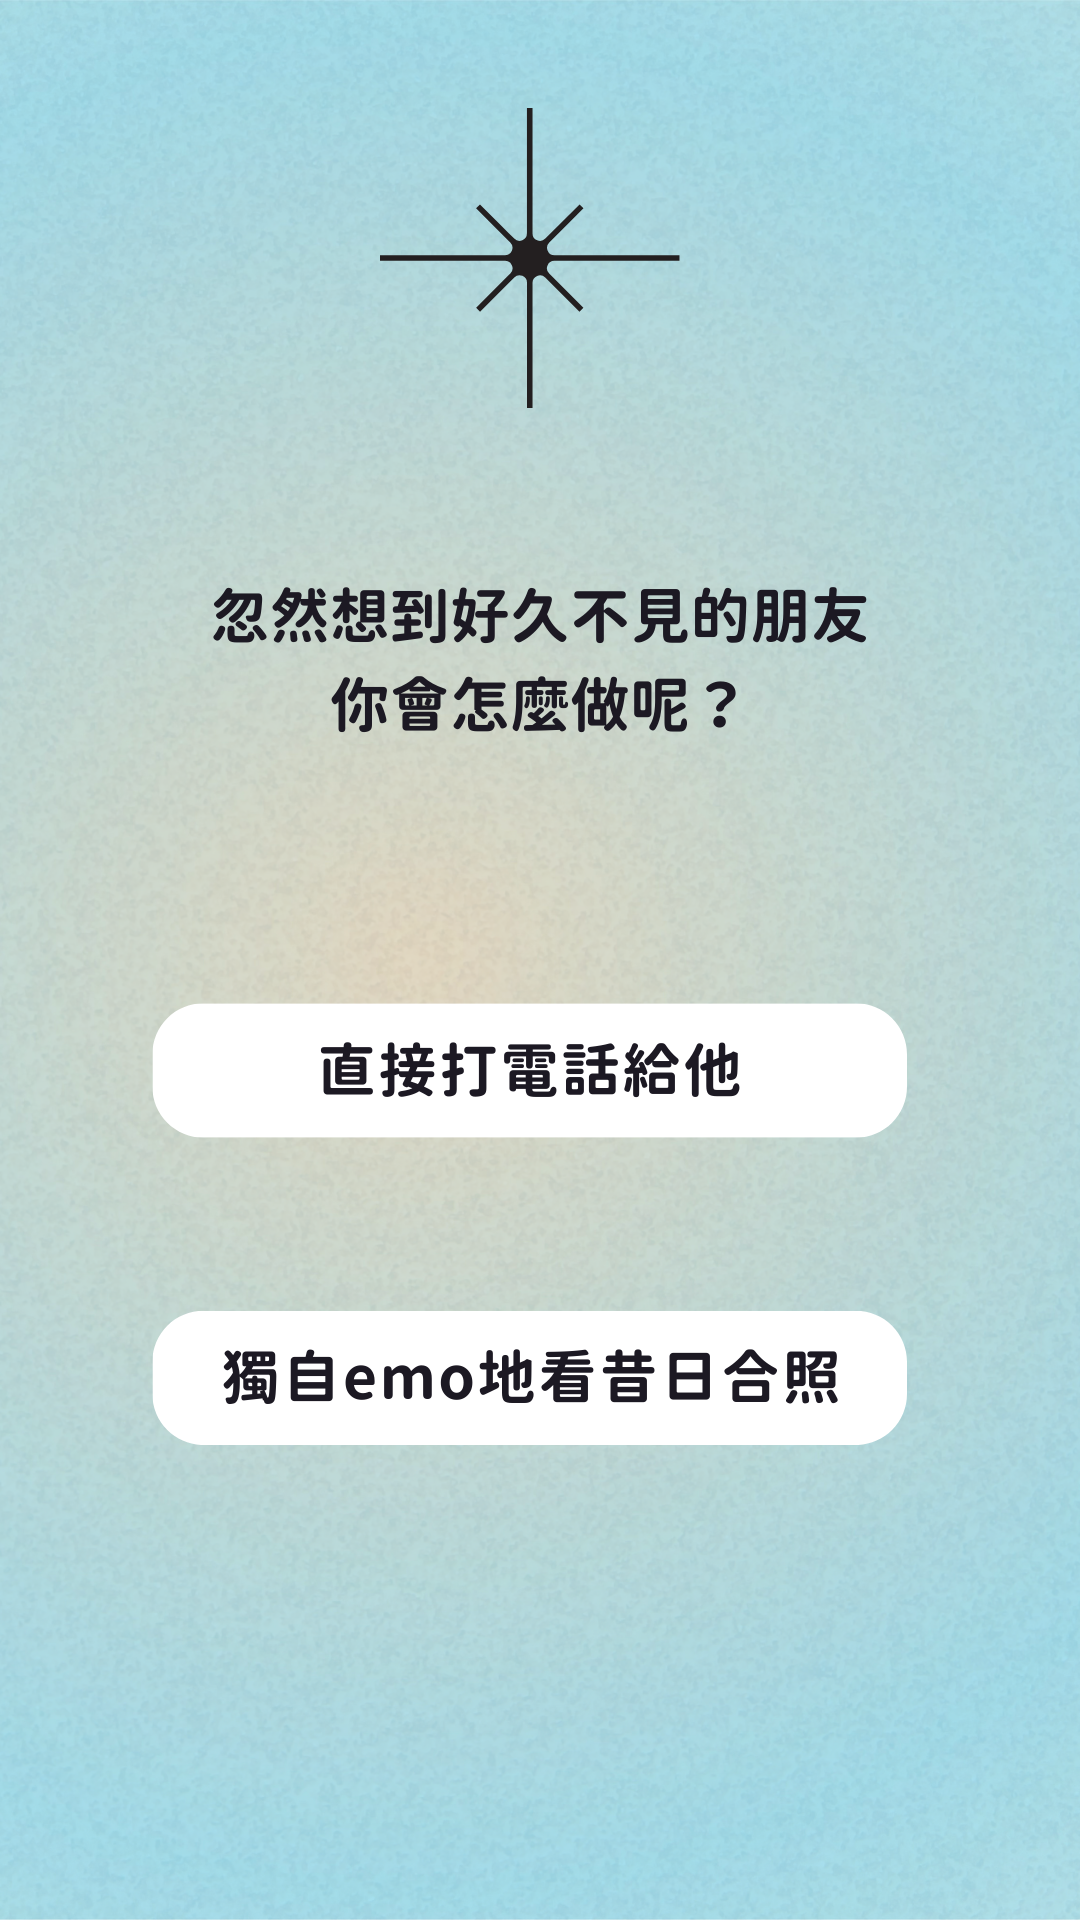 忽然想到好久不見的朋友
你會怎麼做呢？
直接打電話給他
獨自emo地看昔日合照